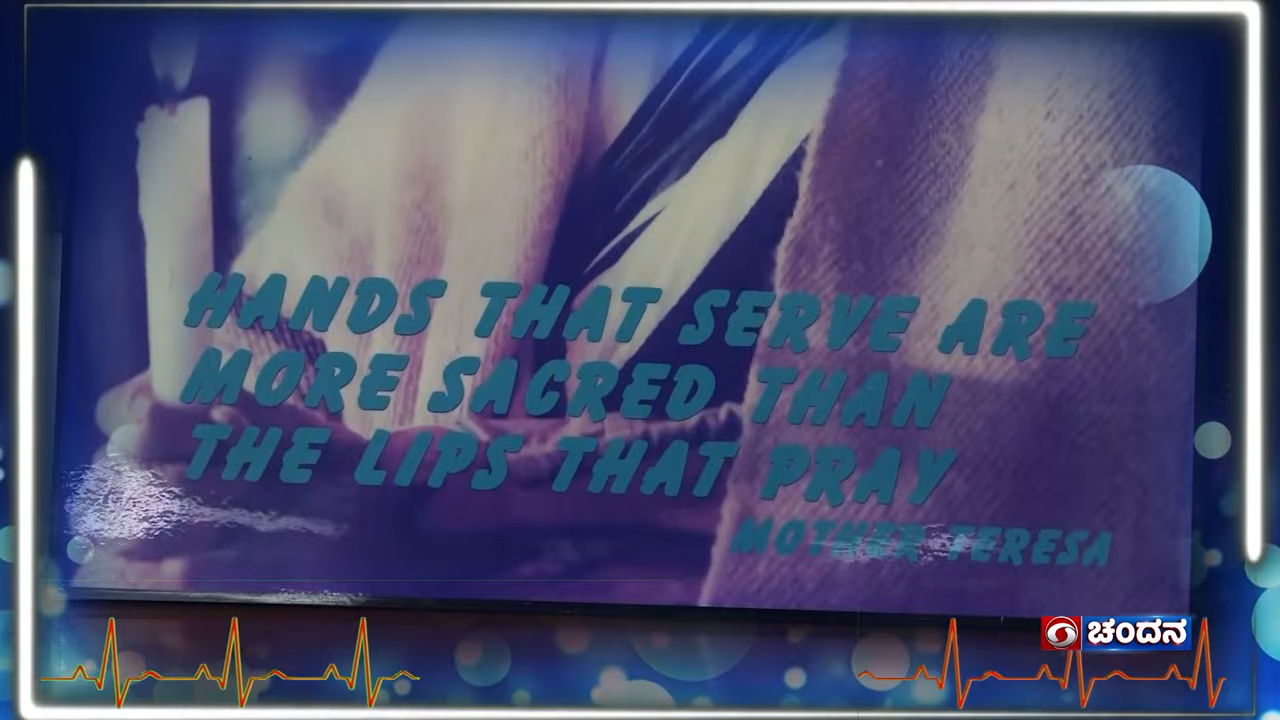 HANDS THAT SERVE ARE
MORE SACRED THAN
THE LIPS THAT PRAY
MOTHER TERESA
ಚಂದನ